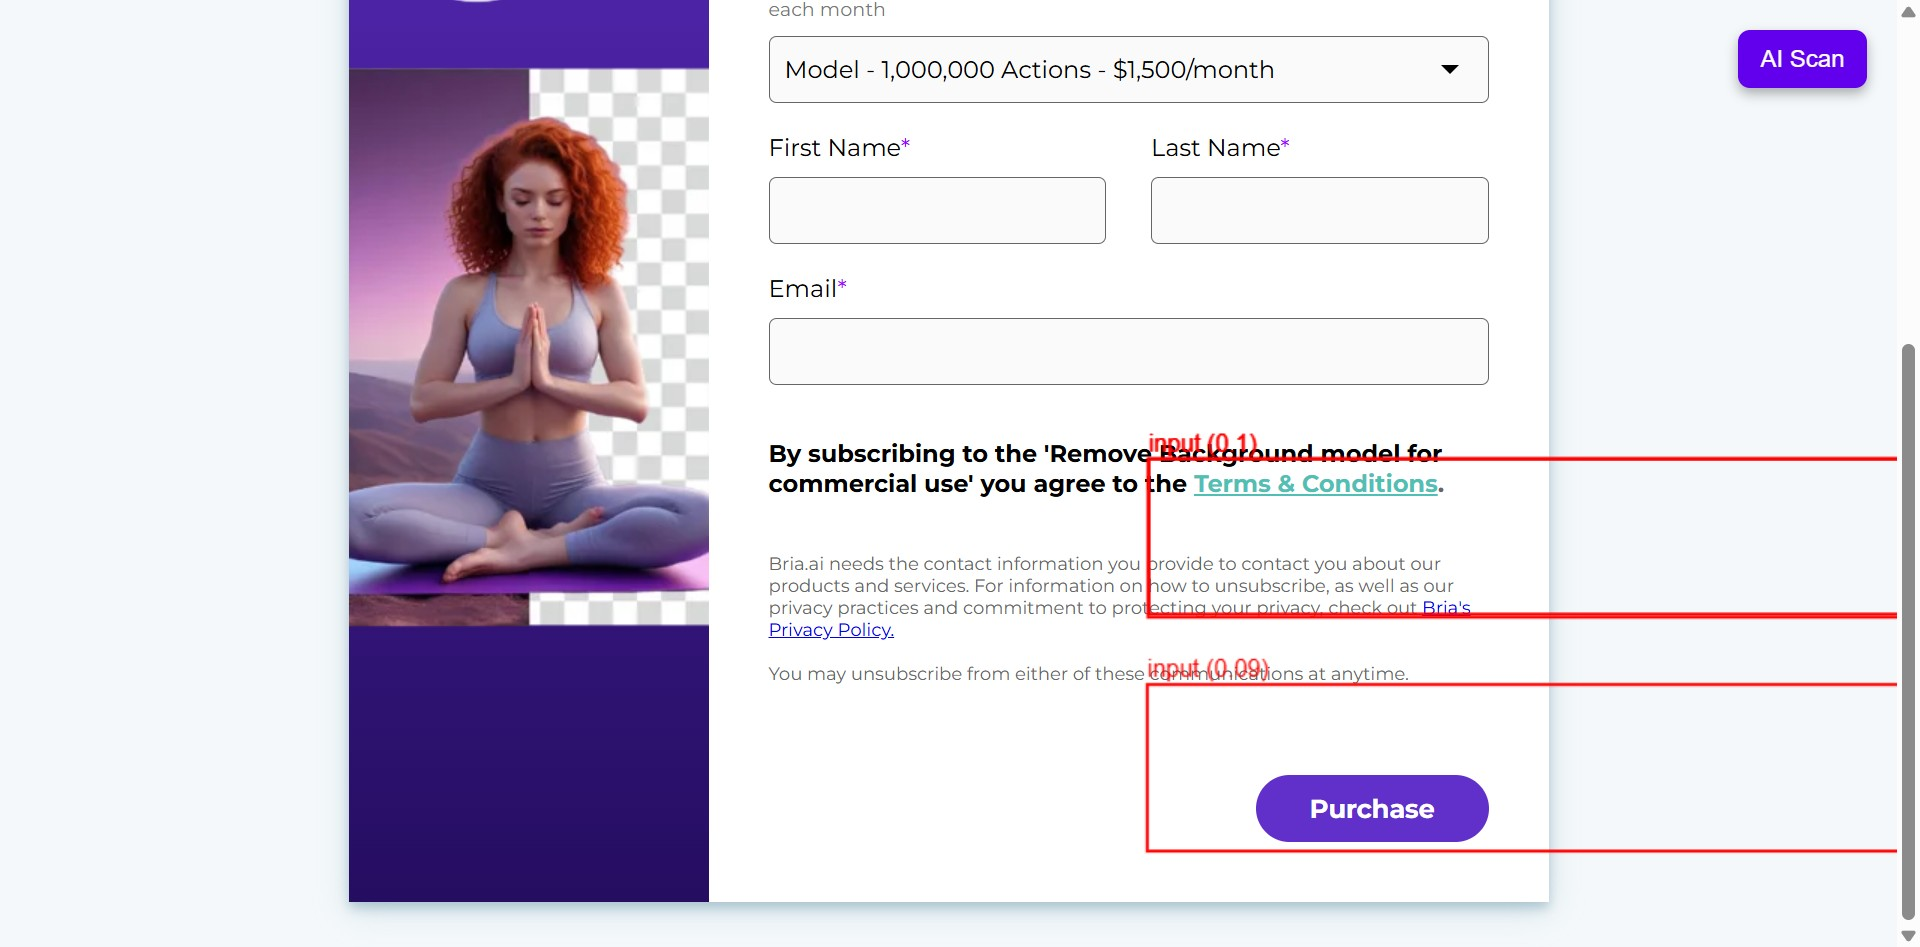 each month
Model - 1,000,000 Actions - $1,500/month
AI Scan
First Name*
Last Name*
Email*
input (0.1)
By subscribing to the 'Remove Background model for
commercial use' you agree to the Terms & Conditions.
Bria.ai needs the contact information you provide to contact you about our
products and services. For information on how to unsubscribe, as well as our
privacy practices and commitment to protecting your privacy, check out Bria's
Privacy Policy.
input (0.09)
You may unsubscribe from either of these communications at anytime.
Purchase